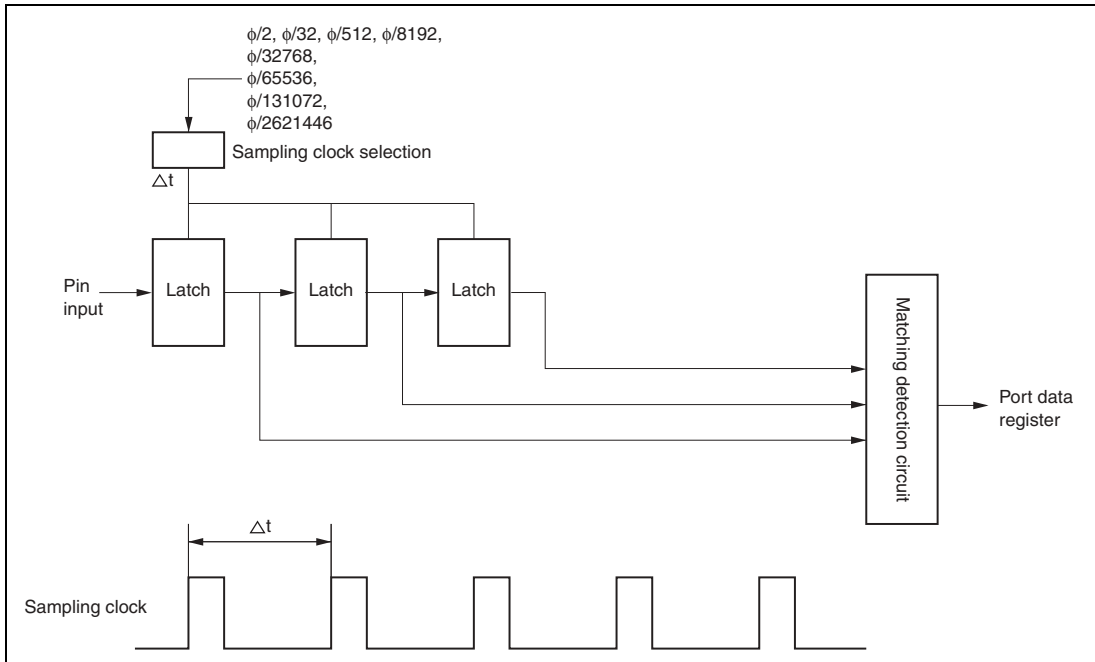 ϕ/2, ϕ/32, ϕ/512, ϕ/8192,
ϕ/32768,
ϕ/65536,
ϕ/131072,
ϕ/2621446
Sampling clock selection
△t
Pin
input
Latch
Latch
Latch
Matching detection circuit
Port data
register
△t
Sampling clock